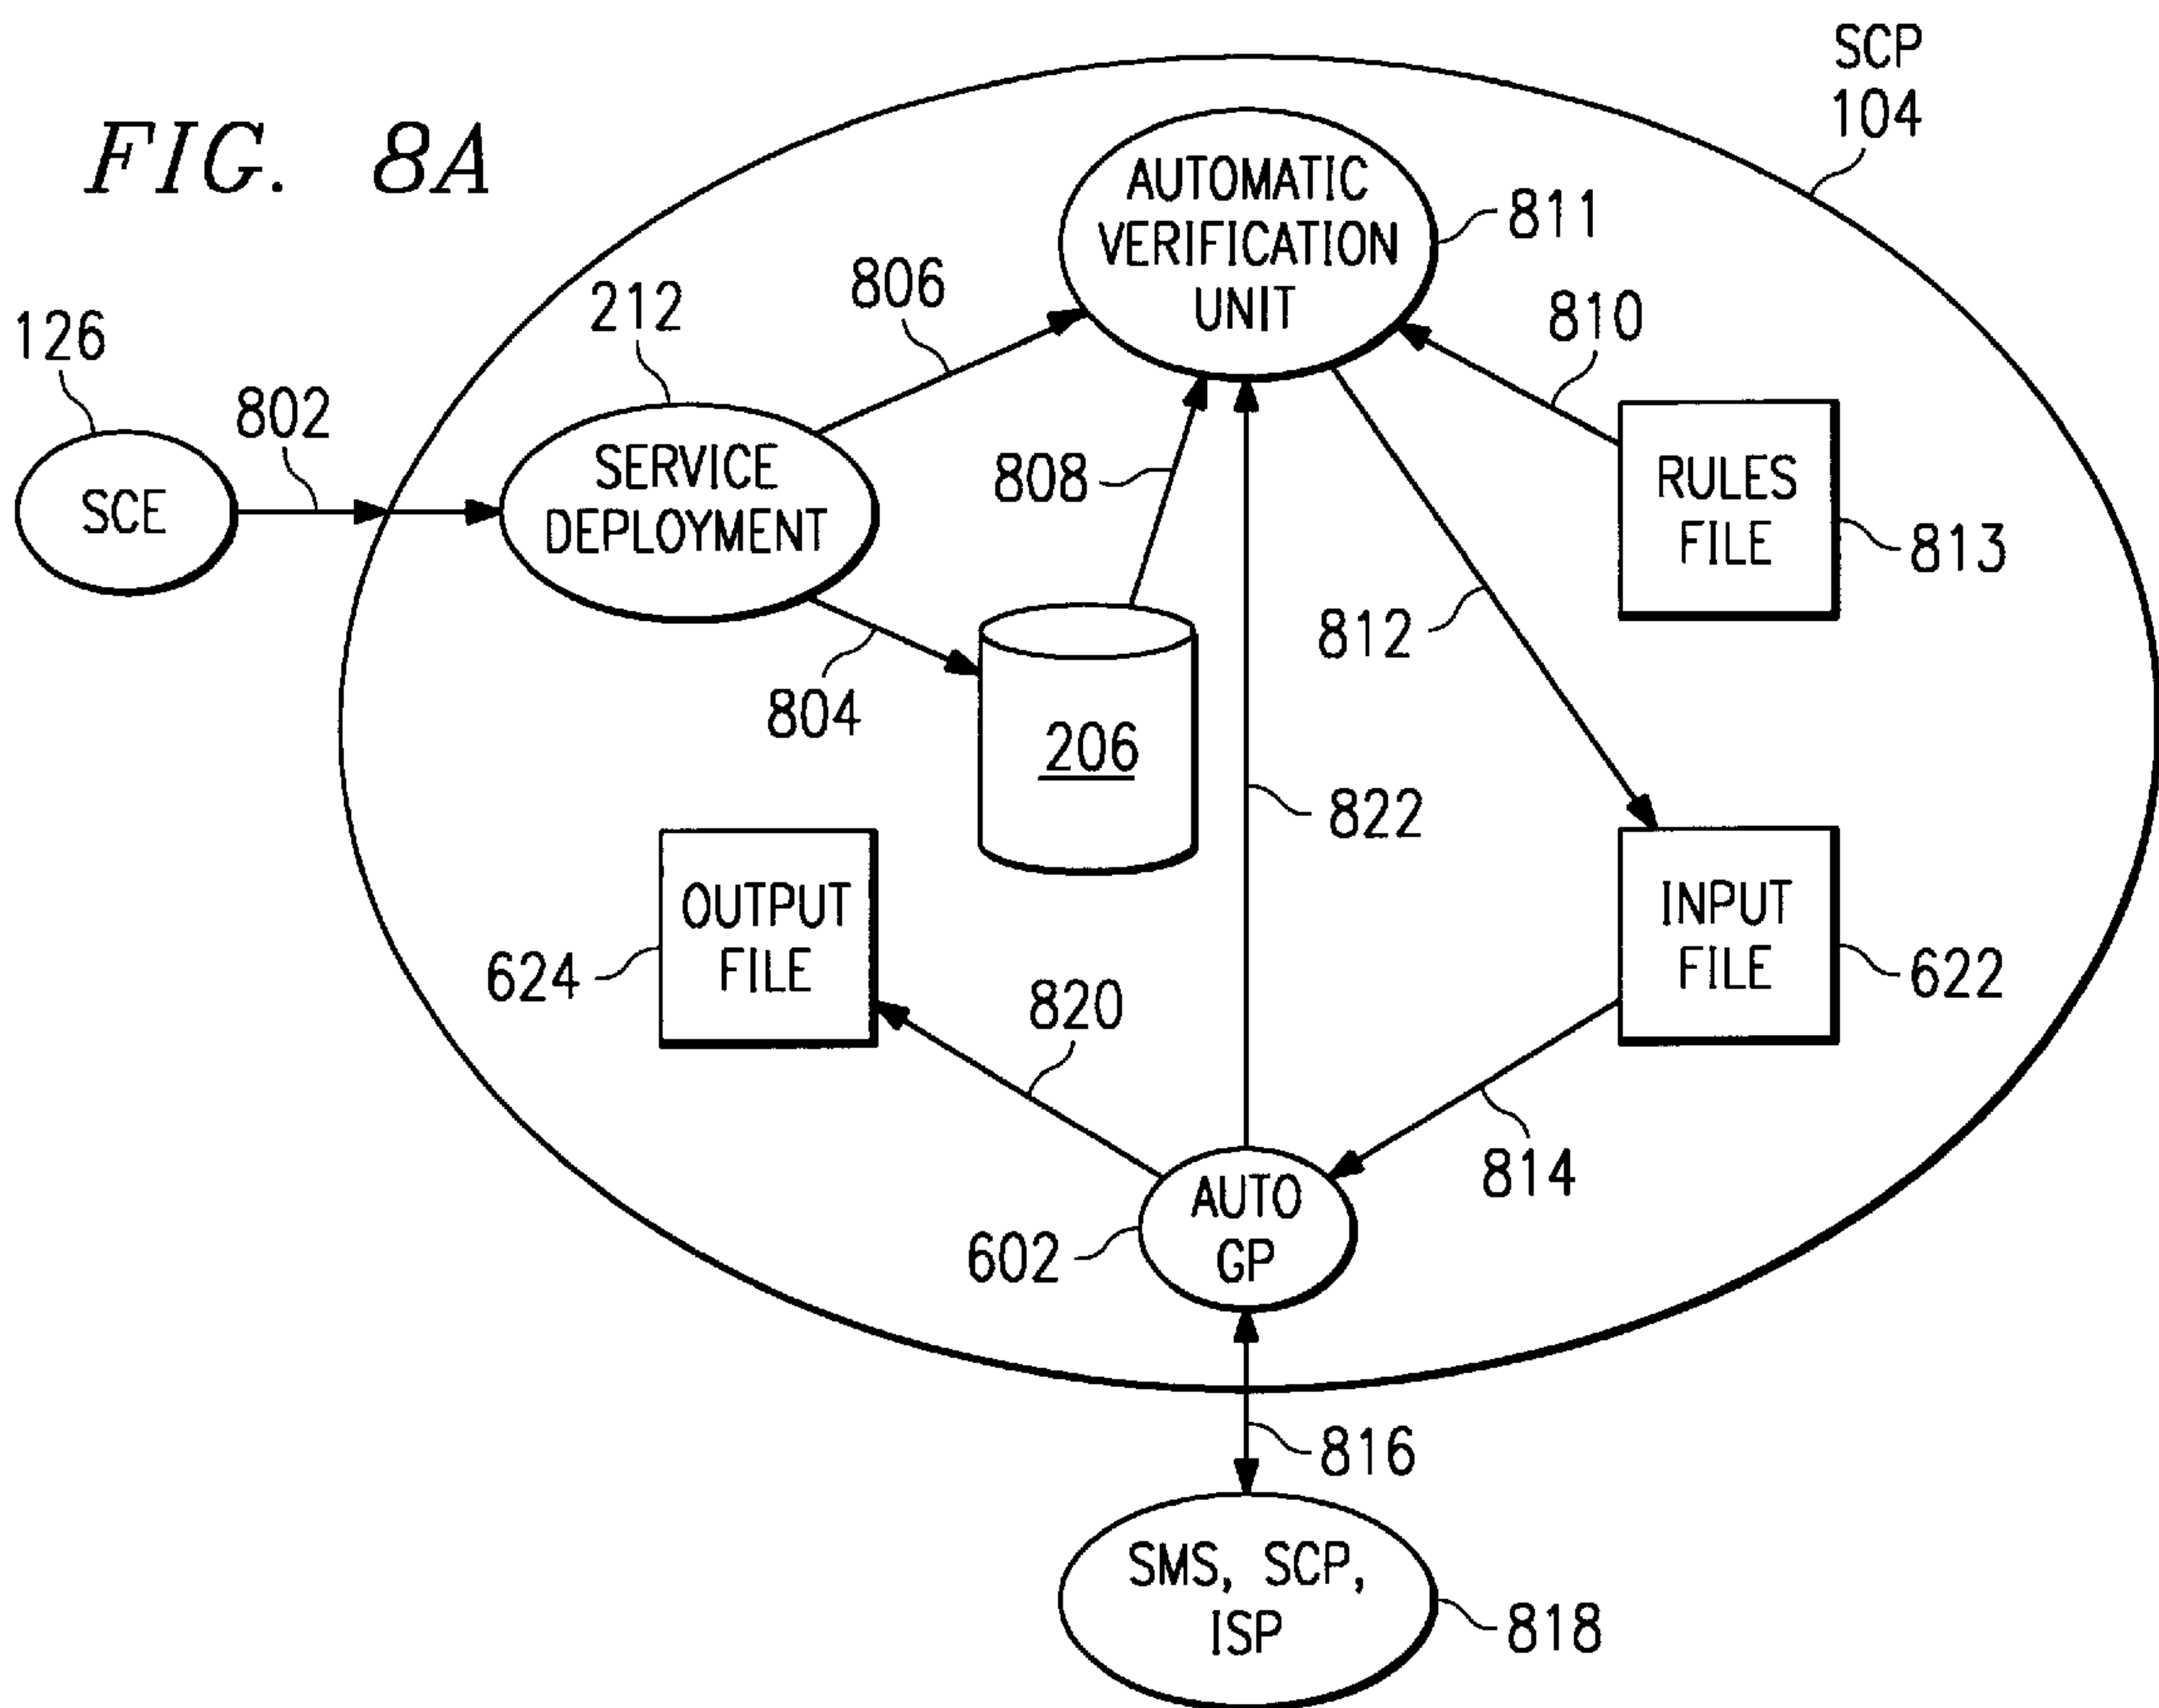 FIG. 8A
SCP
104
AUTOMATIC
VERIFICATION
UNIT
811
806
212
810
126
802
SCE
SERVICE
DEPLOYMENT
808
RULES
FILE
813
812
804
206
822
OUTPUT
FILE
624
INPUT
FILE
622
820
814
AUTO
GP
602
816
SMS, SCP,
ISP
818